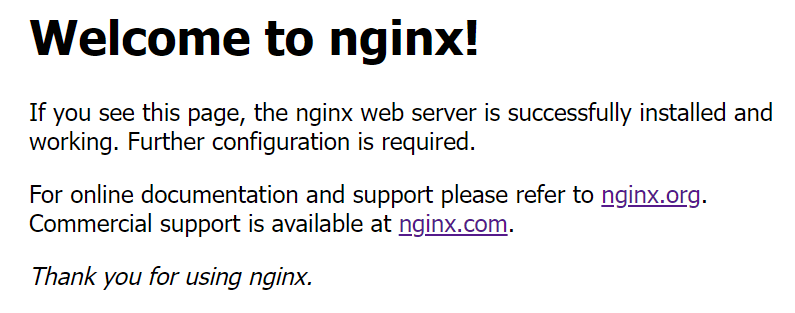 Welcome to nginx!
If you see this page, the nginx web server is successfully installed and
working. Further configuration is required.
For online documentation and support please refer to nginx.org.
Commercial support is available at nginx.com.
Thank you for using nginx.